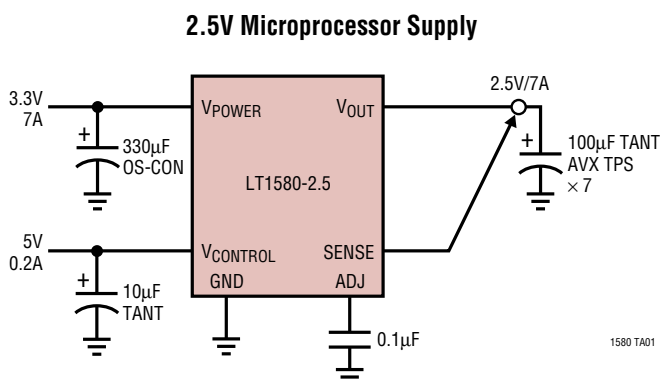 2.5V Microprocessor Supply
3.3V
7A
+
330µF
OS-CON
VPOWER
VOUT
2.5V/7A
+
100µF TANT
AVX TPS
× 7
LT1580-2.5
5V
0.2A
+
10µF
TANT
VCONTROL
SENSE
GND
ADJ
0.1µF
1580 TA01